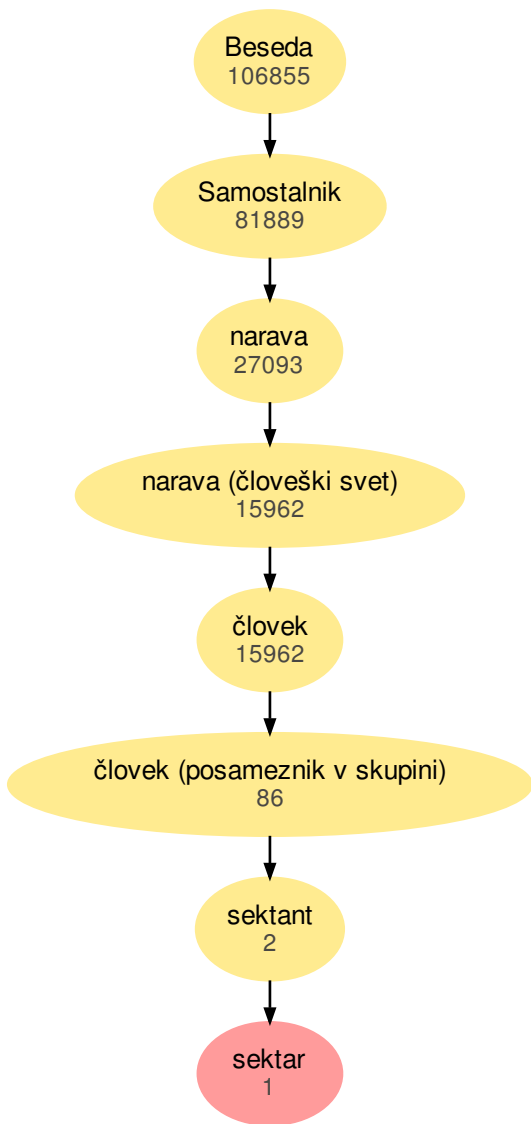 Beseda
106855
Samostalnik
81889
narava
27093
narava (človeški svet)
15962
človek
15962
človek (posameznik v skupini)
86
sektant
2
sektar
1